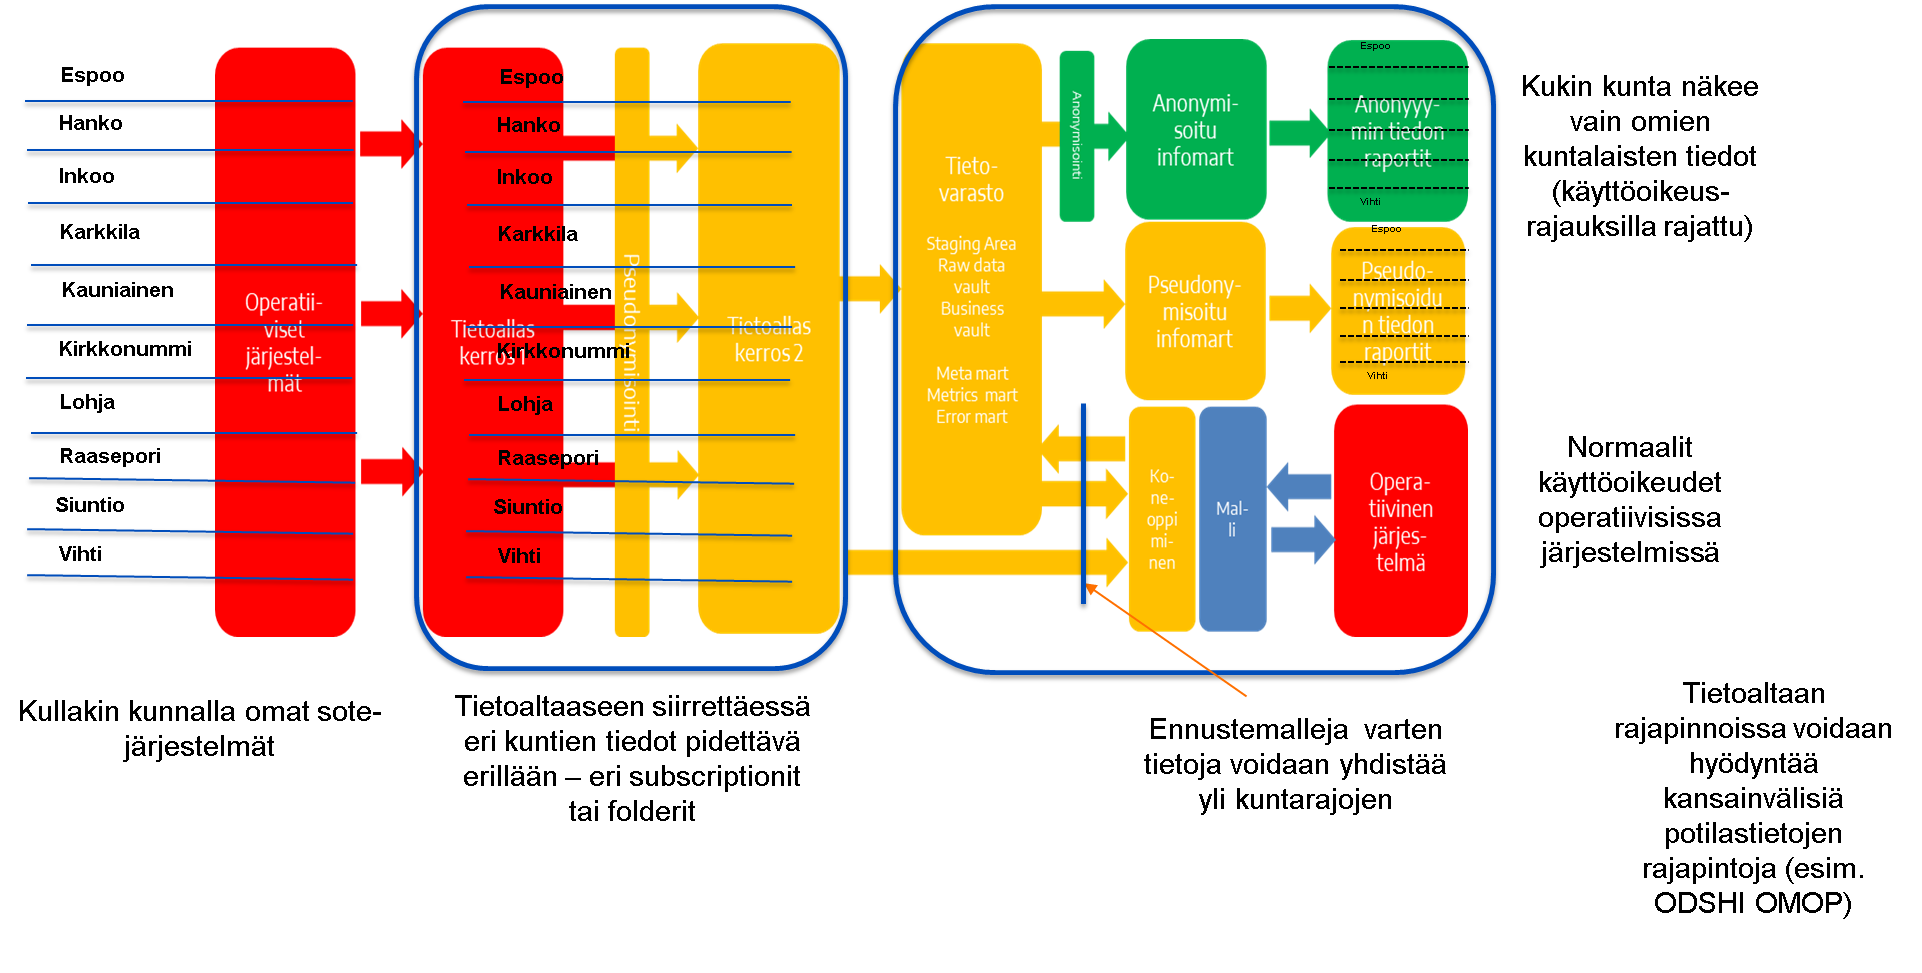 Espoo
Hanko
Inkoo
Karkkila
Kauniainen
Kirkkonummi
Lohja
Raasepori
Siuntio
Vihti
Operatii-
viset
järjestel-
mät
Espoo
Hanko
Inkoo
Karkkila
Kauniainen
Kirkkonummi
Lohja
Raasepori
Siuntio
Vihti
Tietoallas
kerros 1
Pseudonymisointi
Tietoallas
kerros 2
Tieto-
varasto
Staging Area
Raw data
vault
Business
vault
Meta mart
Metrics mart
Error mart
Anonymisointi
Anonymi-
soitu
infomart
Espoo
Anonyyy-
min tiedon
raportit
Vihti
Pseudony-
misoitu
infomart
Espoo
Pseudo-
nymisoidu
n tiedon
raportit
Vihti
Ko-
ne-
oppi
mi-
nen
Mal-
li
Opera-
tiivinen
järjes-
telmä
Kukin kunta näkee
vain omien
kuntalaisten tiedot
(käyttöoikeus-
rajauksilla rajattu)
Normaalit
käyttöoikeudet
operatiivisissa
järjestelmissä
Kullakin kunnalla omat sote-
järjestelmät
Tietoaltaaseen siirrettäessä
eri kuntien tiedot pidettävä
erillään – eri subscriptionit
tai folderit
Ennustemalleja varten
tietoja voidaan yhdistää
yli kuntarajojen
Tietoaltaan
rajapinnoissa voidaan
hyödyntää
kansainvälisiä
potilastietojen
rajapintoja (esim.
ODSHI OMOP)